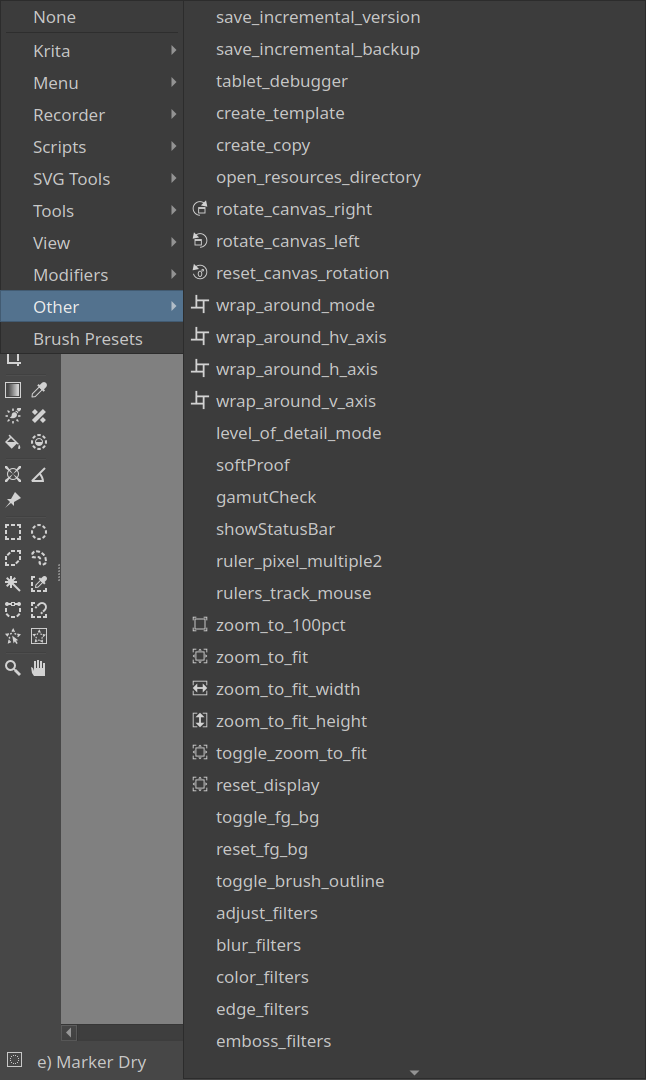 None
Krita
Menu
Recorder
Scripts
SVG Tools
Tools
View
Modifiers
Other
Brush Presets
save_incremental_version
save_incremental_backup
tablet_debugger
create_template
create_copy
open_resources_directory
rotate_canvas_right
rotate_canvas_left
reset_canvas_rotation
wrap_around_mode
wrap_around_hv_axis
wrap_around_h_axis
wrap_around_v_axis
level_of_detail_mode
softProof
gamutCheck
showStatusBar
ruler_pixel_multiple2
rulers_track_mouse
zoom_to_100pct
zoom_to_fit
zoom_to_fit_width
zoom_to_fit_height
toggle_zoom_to_fit
reset_display
toggle_fg_bg
reset_fg_bg
toggle_brush_outline
adjust_filters
blur_filters
color_filters
edge_filters
emboss_filters
e) Marker Dry